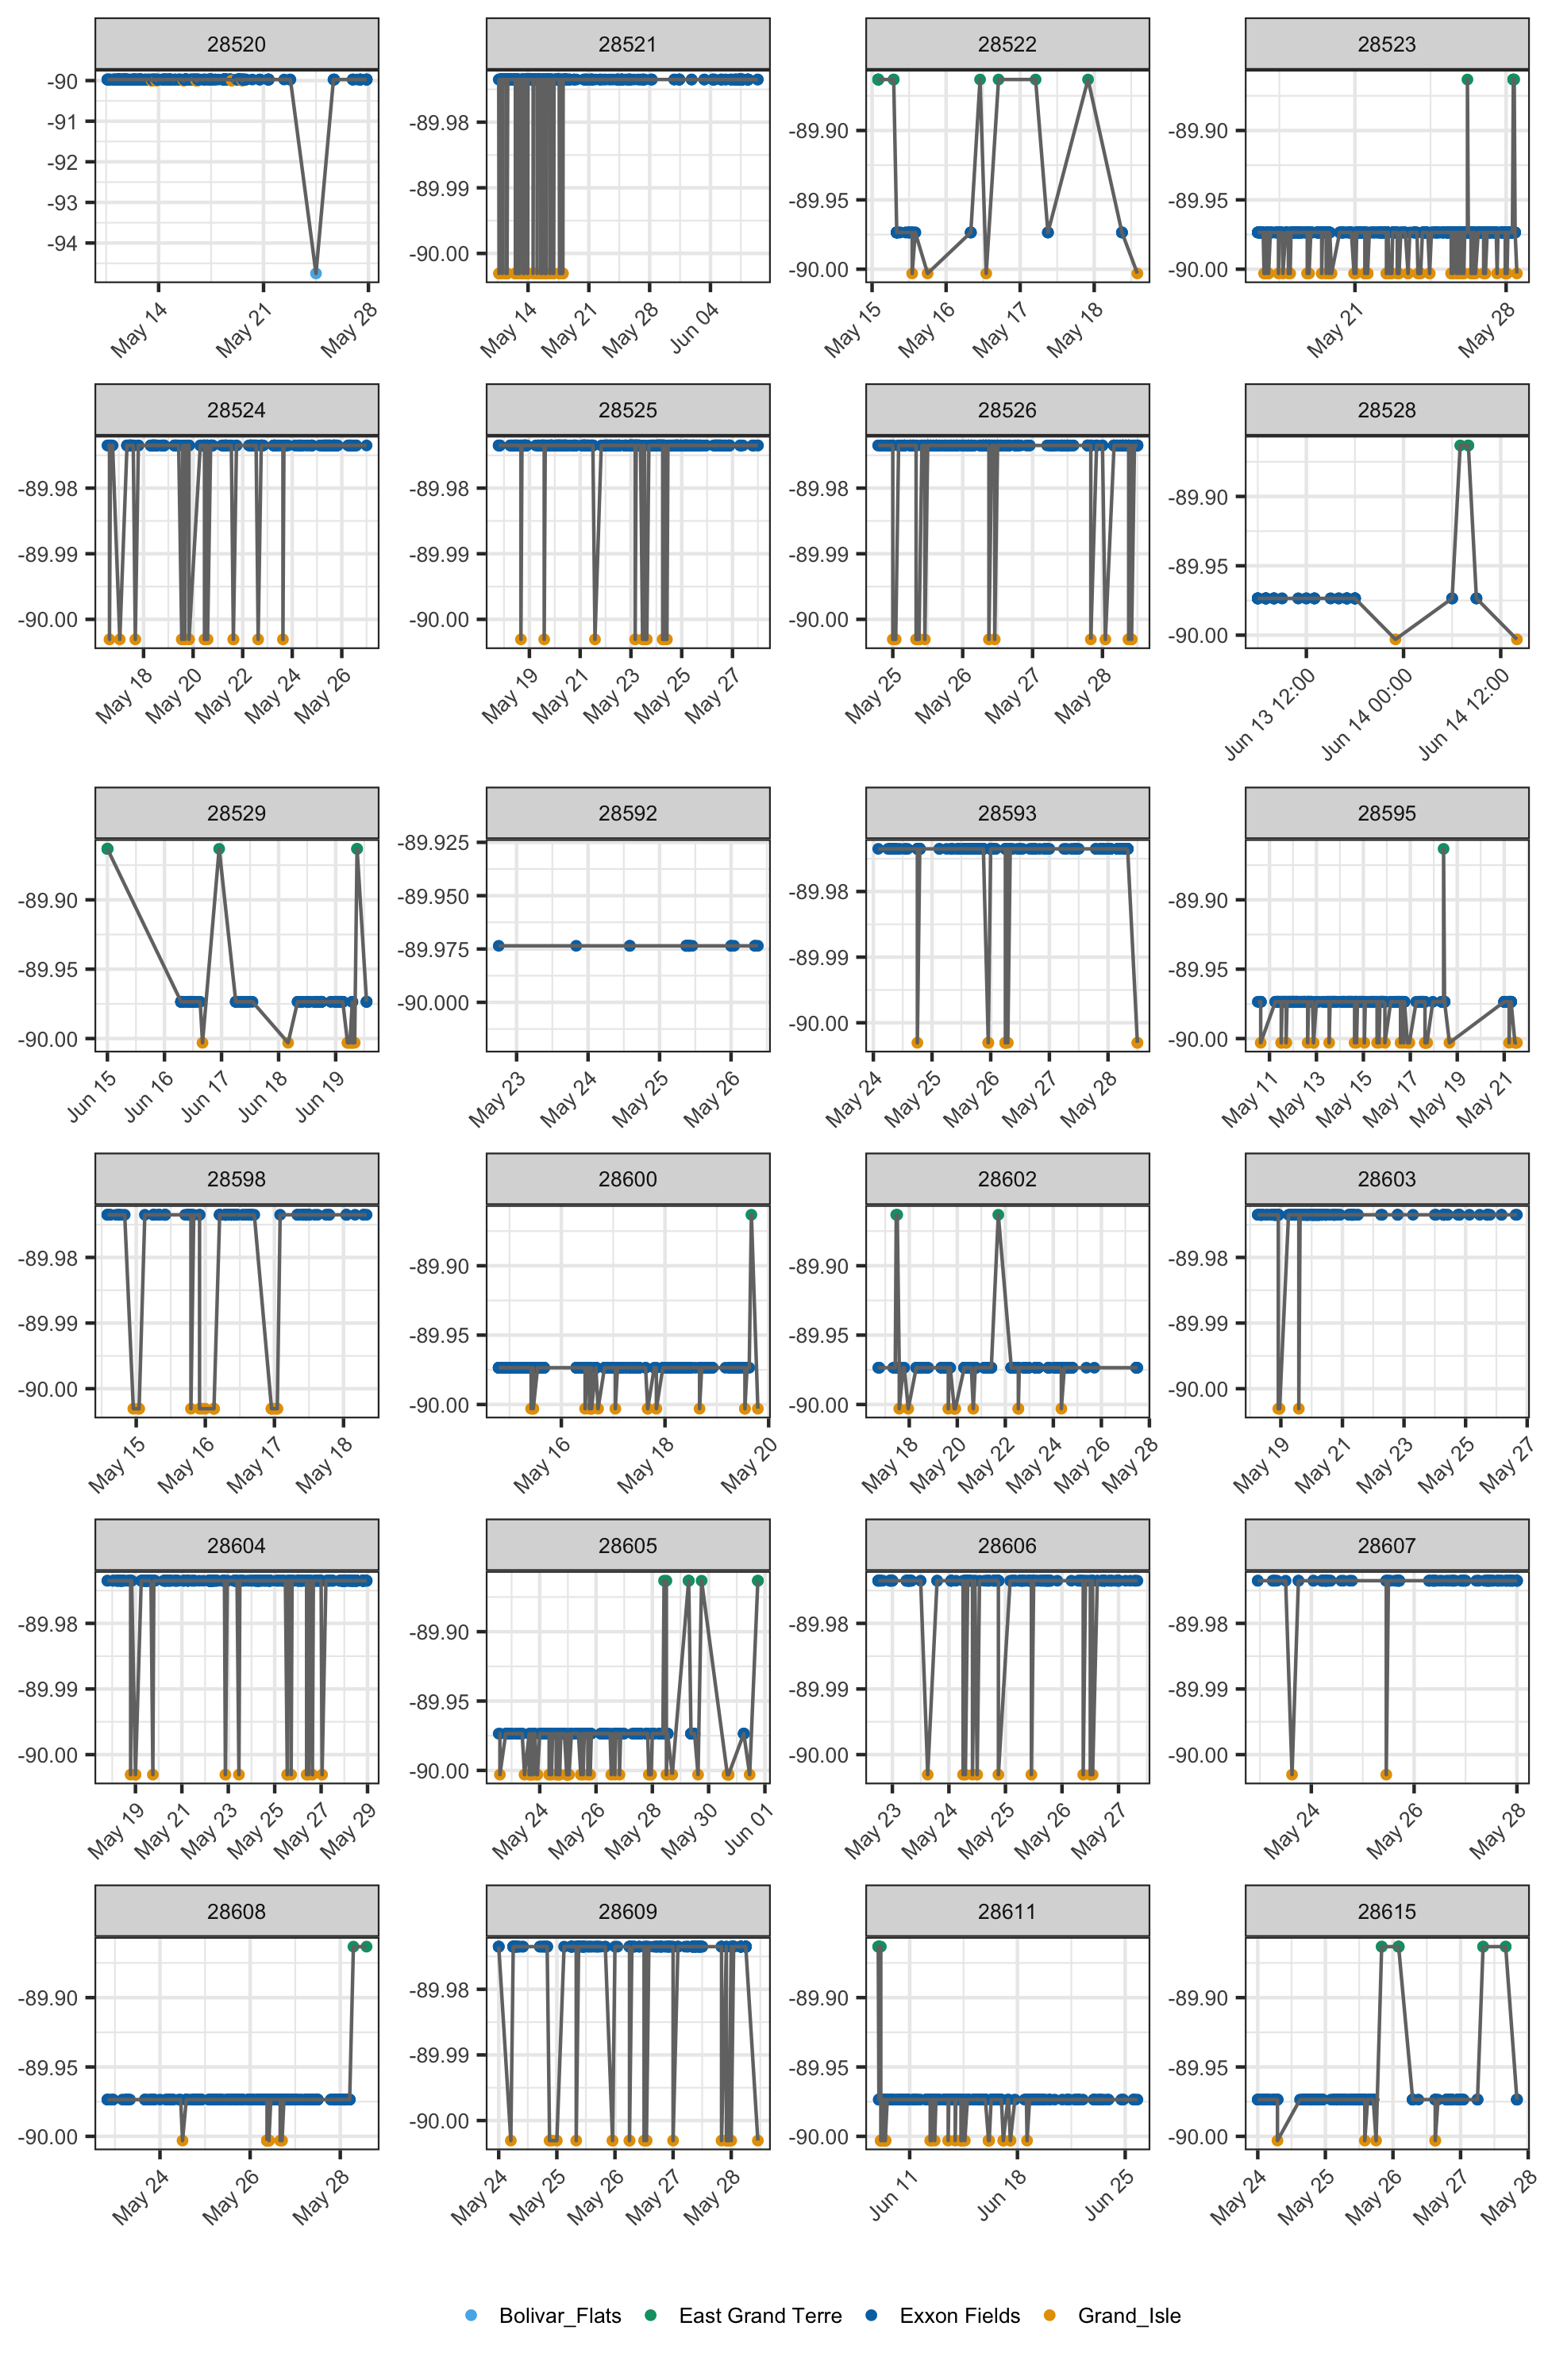 28520 28521 28522 28523
-90 -91 -92 -93 -94
May 14 May 21 May 28
-89.98 -89.99 -90.00
May 14 May 21 May 28 Jun 04
-89.90 -89.95 -90.00
May 15 May 16 May 17 May 18
-89.90 -89.95 -90.00
May 21 May 28
28524 28525 28526 28528
-89.98 -89.99 -90.00
May 18 May 20 May 22 May 24 May 26
-89.98 -89.99 -90.00
May 19 May 21 May 23 May 25 May 27
-89.98 -89.99 -90.00
May 25 May 26 May 27 May 28
-89.90 -89.95 -90.00
Jun 13 12:00 Jun 14 00:00 Jun 14 12:00
28529 28592 28593 28595
-89.90 -89.95 -90.00
Jun 15 Jun 16 Jun 17 Jun 18 Jun 19
-89.925 -89.950 -89.975 -90.000
May 23 May 24 May 25 May 26
-89.98 -89.99 -90.00
May 24 May 25 May 26 May 27 May 28
-89.90 -89.95 -90.00
May 11 May 13 May 15 May 17 May 19 May 21
28598 28600 28602 28603
-89.98 -89.99 -90.00
May 15 May 16 May 17 May 18
-89.90 -89.95 -90.00
May 16 May 18 May 20
-89.90 -89.95 -90.00
May 18 May 20 May 22 May 24 May 26 May 28
-89.98 -89.99 -90.00
May 19 May 21 May 23 May 25 May 27
28604 28605 28606 28607
-89.98 -89.99 -90.00
May 19 May 21 May 23 May 25 May 27 May 29
-89.90 -89.95 -90.00
May 24 May 26 May 28 May 30 Jun 01
-89.98 -89.99 -90.00
May 23 May 24 May 25 May 26 May 27
-89.98 -89.99 -90.00
May 24 May 26 May 28
28608 28609 28611 28615
-89.90 -89.95 -90.00
May 24 May 26 May 28
-89.98 -89.99 -90.00
May 24 May 25 May 26 May 27 May 28
-89.90 -89.95 -90.00
Jun 11 Jun 18 Jun 25
-89.90 -89.95 -90.00
May 24 May 25 May 26 May 27 May 28
Bolivar_Flats East Grand Terre Exxon Fields Grand_Isle